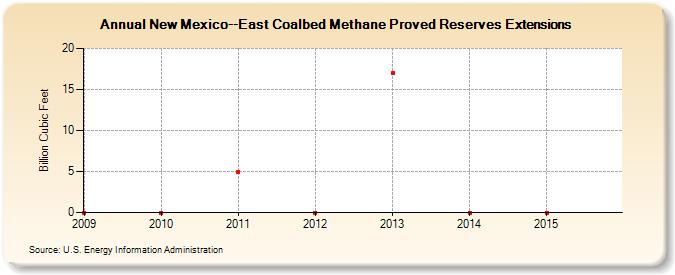 Annual New Mexico--East Coalbed Methane Proved Reserves Extensions
Billion Cubic Feet
20
15
10
5
0
2009 2010 2011 2012 2013 2014 2015
Source: U.S. Energy Information Administration